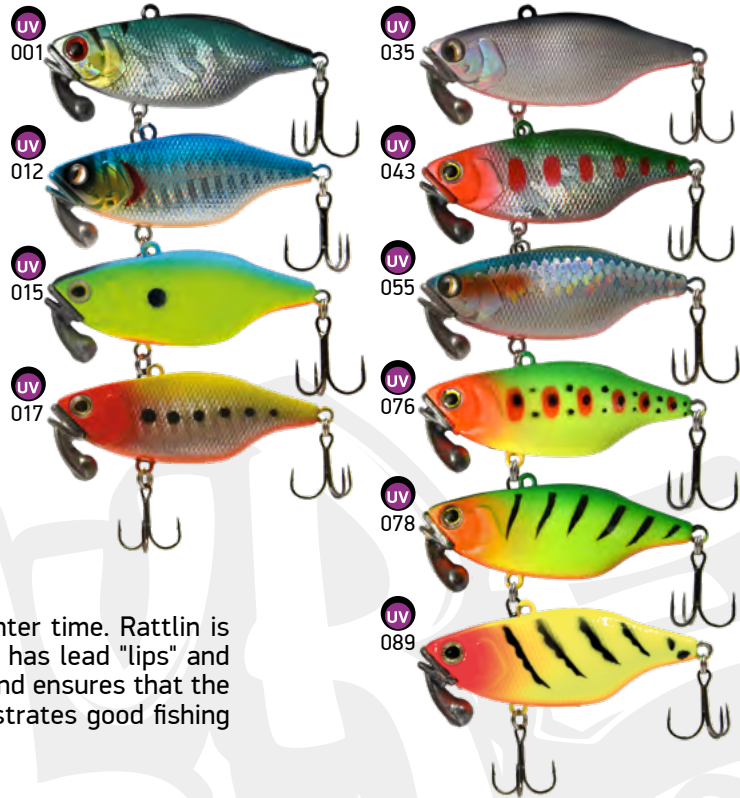 UV
001
UV
012
UV
015
UV
017
nter time. Rattlin is
has lead "lips" and
nd ensures that the
strates good fishing
UV
035
UV
043
UV
055
UV
076
UV
078
UV
089